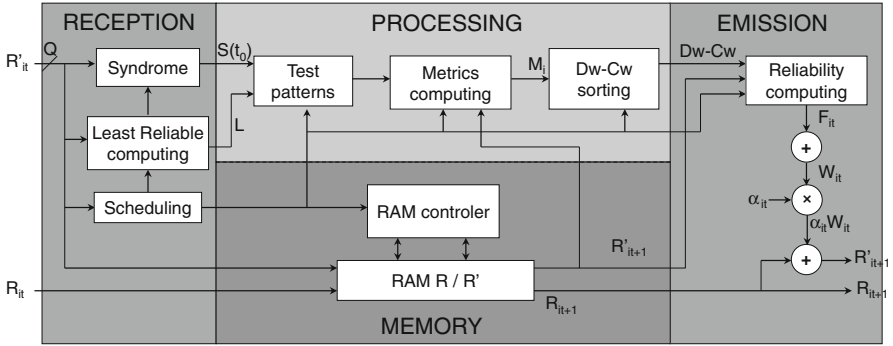 RECEPTION
PROCESSING
EMISSION
R'it
Q
Syndrome
S(t0)
Test
patterns
Metrics
computing
Mi
Dw-Cw
sorting
Dw-Cw
Reliability
computing
Least Reliable
computing
L
Fit
+
Wit
Scheduling
RAM controler
αit
×
αitWit
R'it+1
RAM R / R'
+
R'it+1
Rit
Rit+1
Rit+1
MEMORY